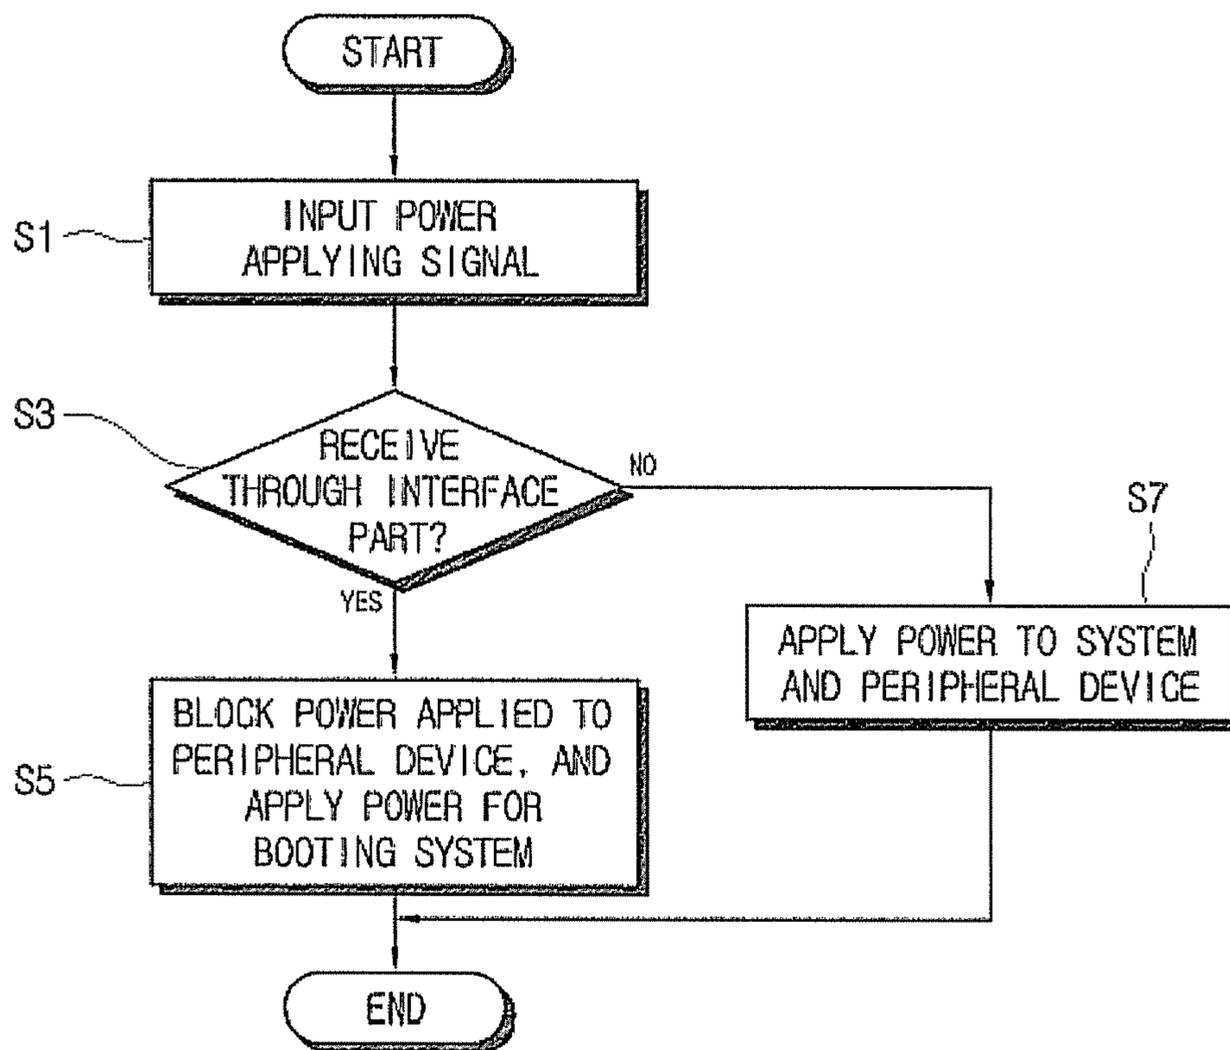 START
S1
INPUT POWER
APPLYING SIGNAL
S3
RECEIVE
THROUGH INTERFACE
PART?
NO
YES
S7
APPLY POWER TO SYSTEM
AND PERIPHERAL DEVICE
S5
BLOCK POWER APPLIED TO
PERIPHERAL DEVICE, AND
APPLY POWER FOR
BOOTING SYSTEM
END